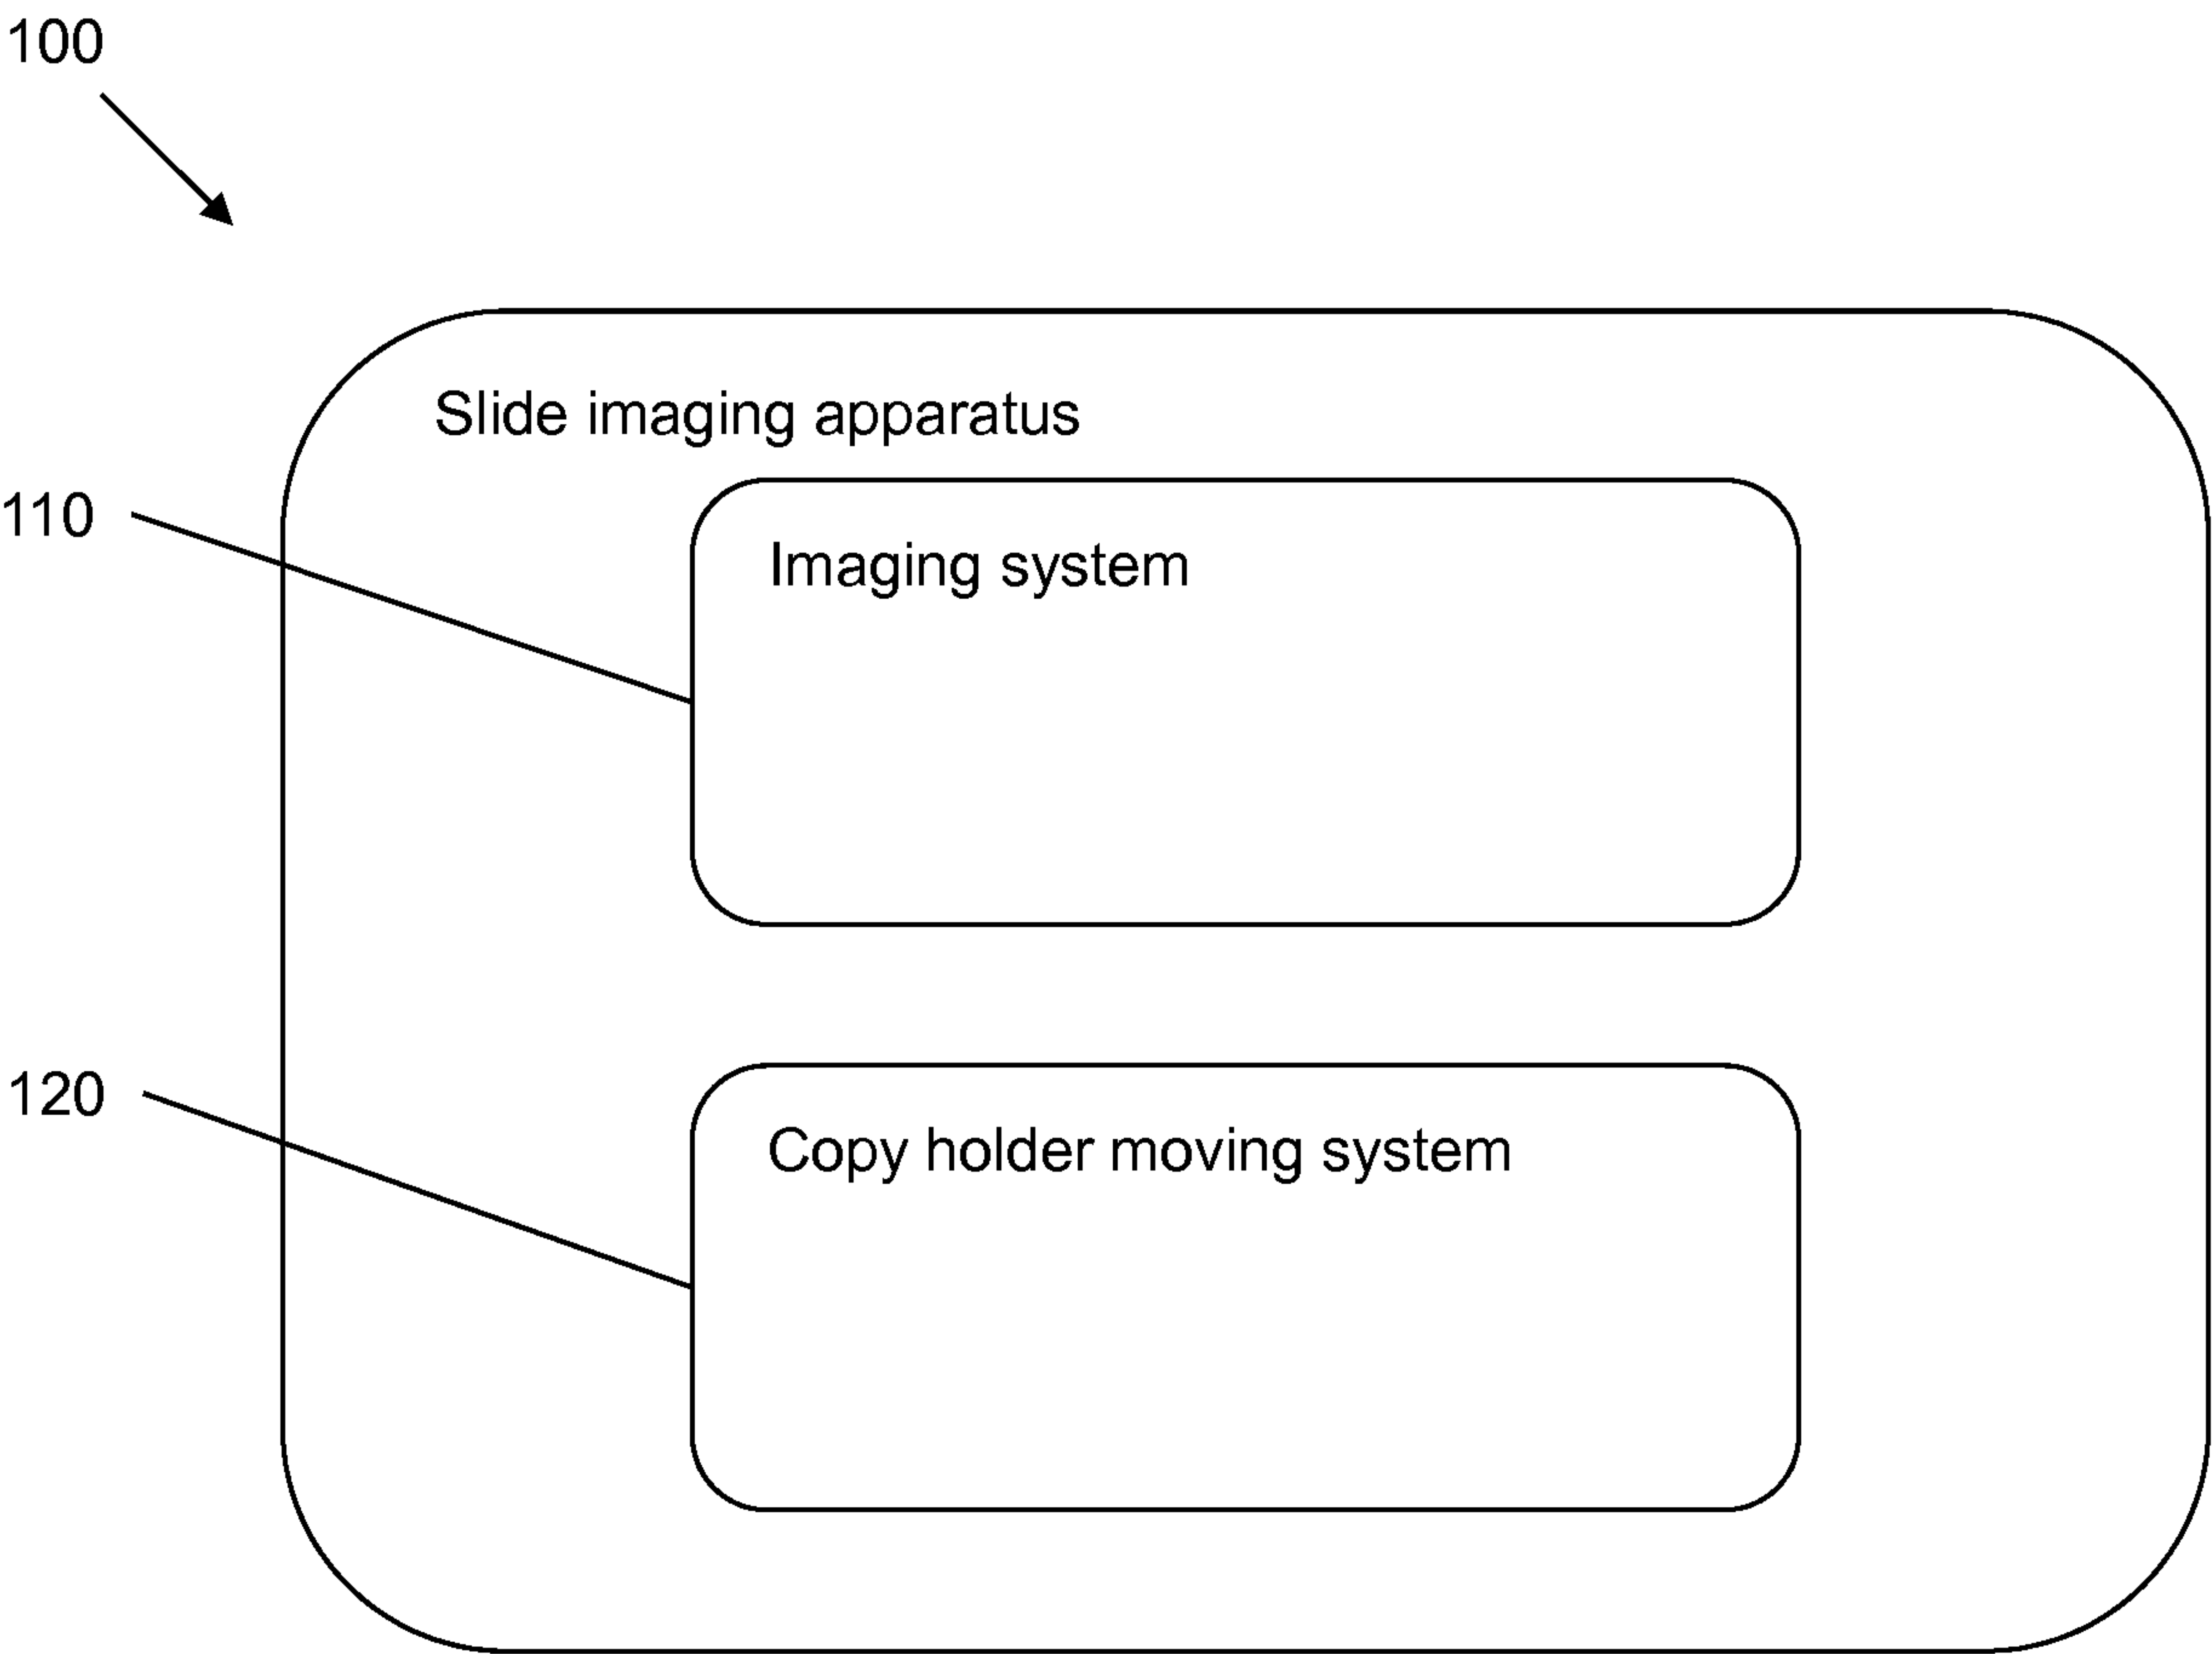 100
Slide imaging apparatus
110
Imaging system
120
Copy holder moving system